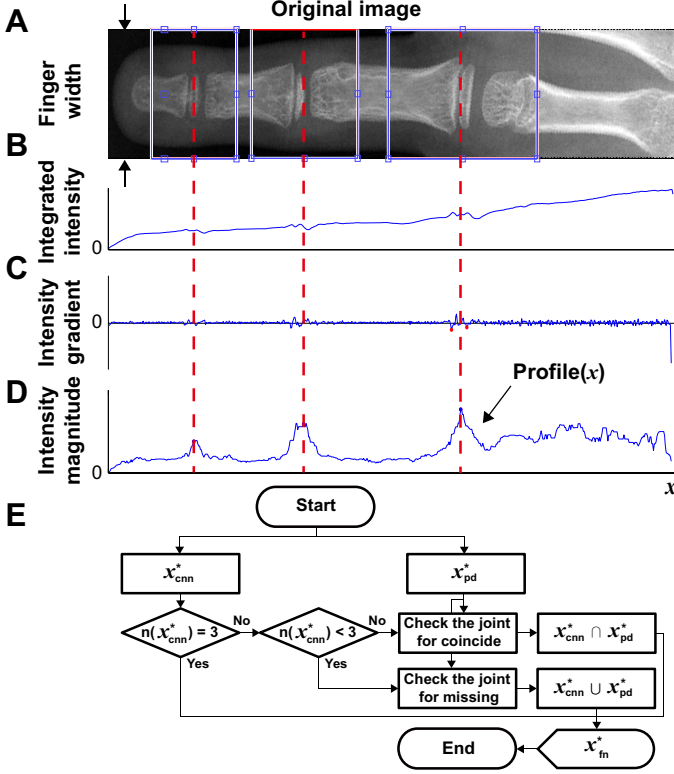 Original image
A
Finger
width
B
Integrated
intensity
0
C
Intensity
gradient
0
D
Intensity
magnitude
0
Profile(x)
x
E
Start
x*cnn
x*pd
n(x*cnn) = 3
No
n(x*cnn) < 3
No
Check the joint
for coincide
x*cnn ∩ x*pd
Yes
Yes
Check the joint
for missing
x*cnn ∪ x*pd
End
x*fn